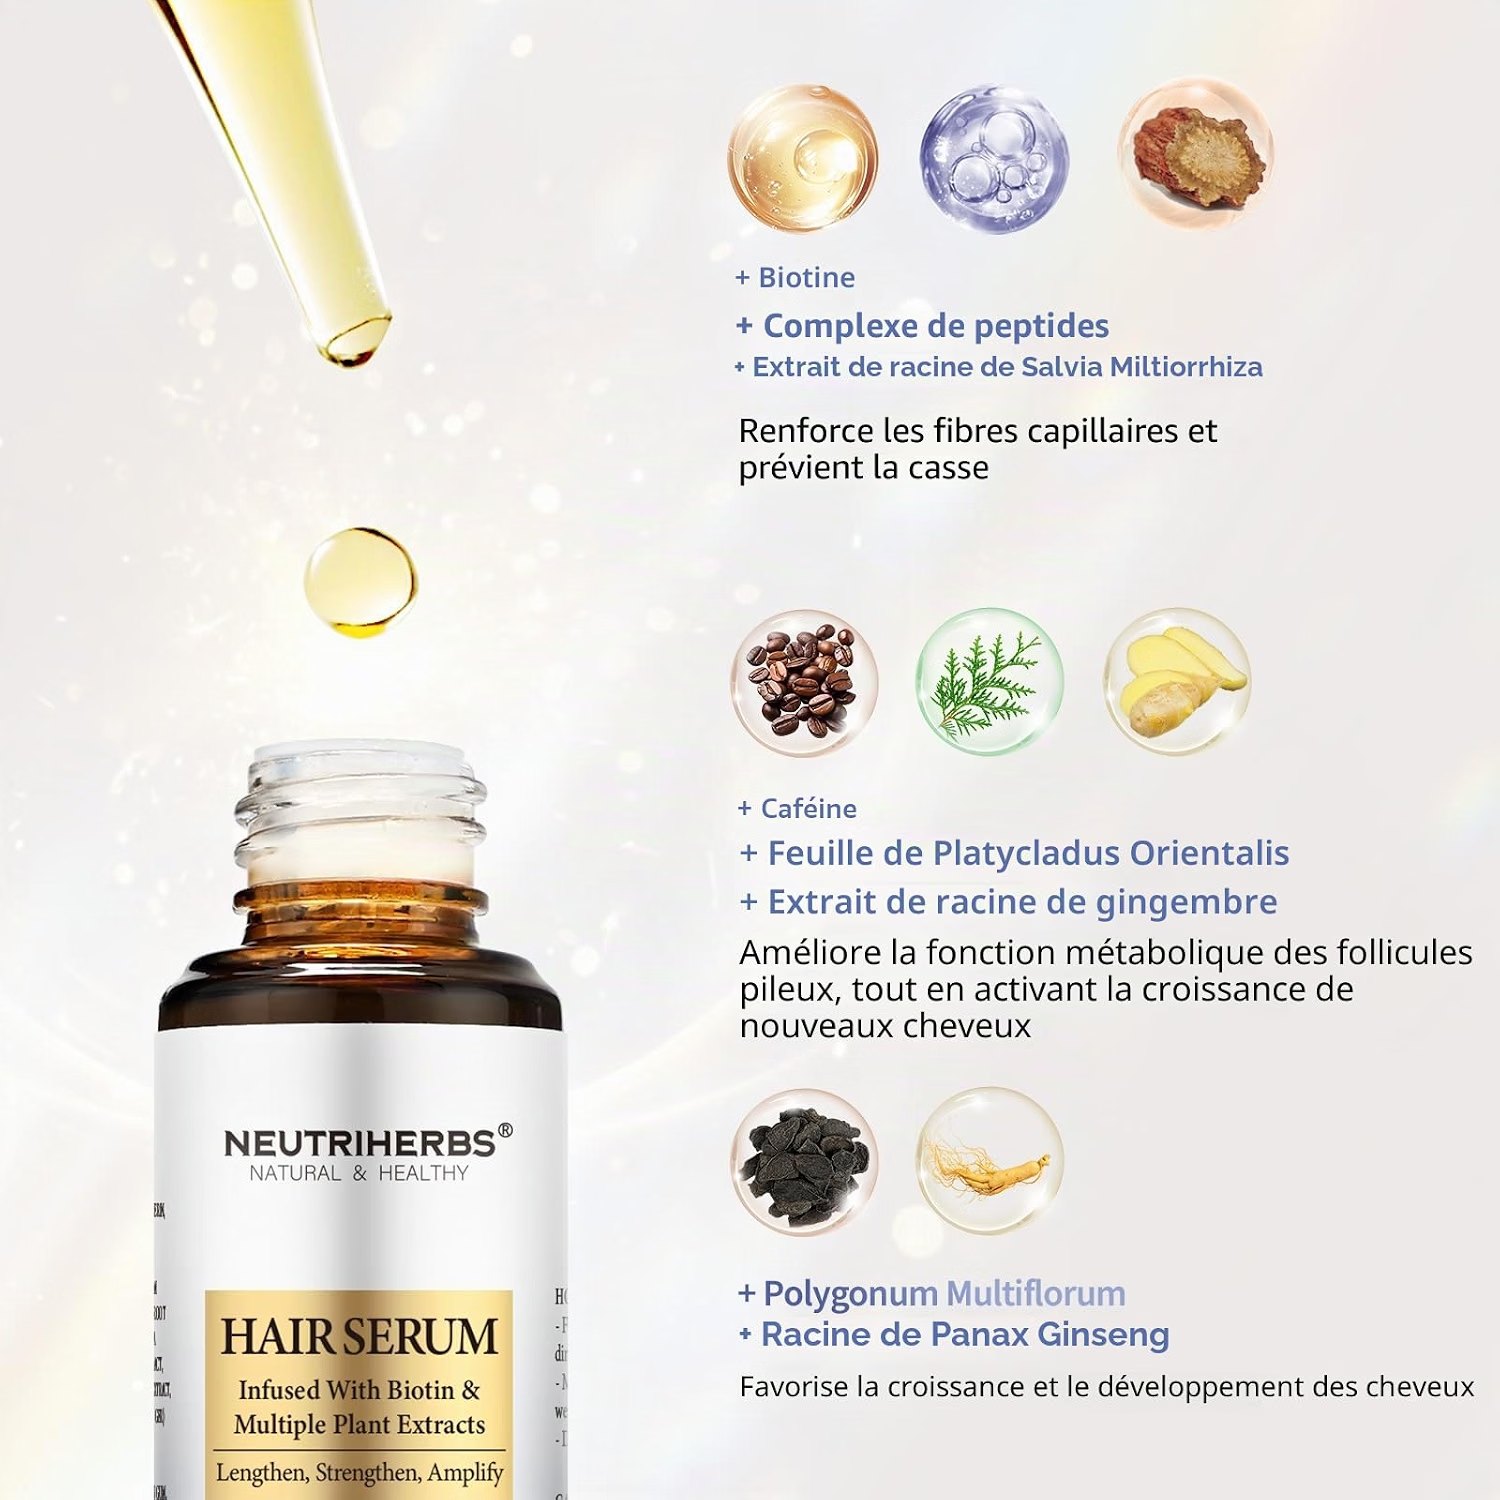 + Biotine
+ Complexe de peptides
+ Extrait de racine de Salvia Miltiorrhiza
Renforce les fibres capillaires et
prévient la casse
+ Caféine
+ Feuille de Platycladus Orientalis
+ Extrait de racine de gingembre
Améliore la fonction métabolique des follicules
pileux, tout en activant la croissance de
nouveaux cheveux
+ Polygonum Multiflorum
+ Racine de Panax Ginseng
Favorise la croissance et le développement des cheveux
NEUTRIHERBS®
NATURAL & HEALTHY
HAIR SERUM
Infused With Biotin &
Multiple Plant Extracts
Lengthen, Strengthen, Amplify